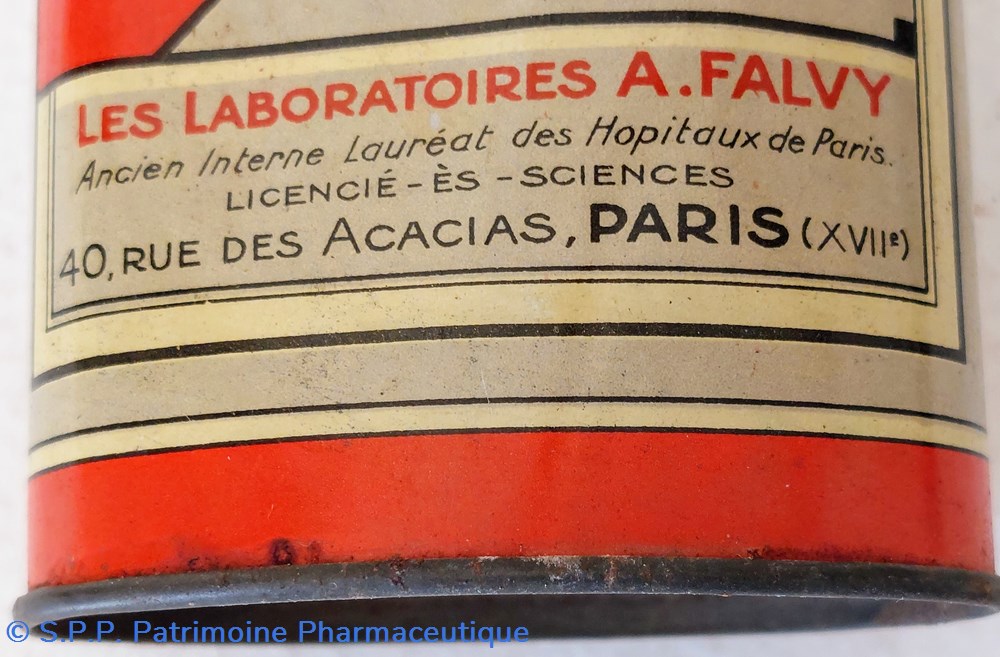 LES LABORATOIRES A. FALVY
Ancien Interne Lauréat des Hopitaux de Paris.
LICENCIÉ-ÈS-SCIENCES
40, RUE DES ACACIAS, PARIS (XVIIᵉ)
© S.P.P. Patrimoine Pharmaceutique